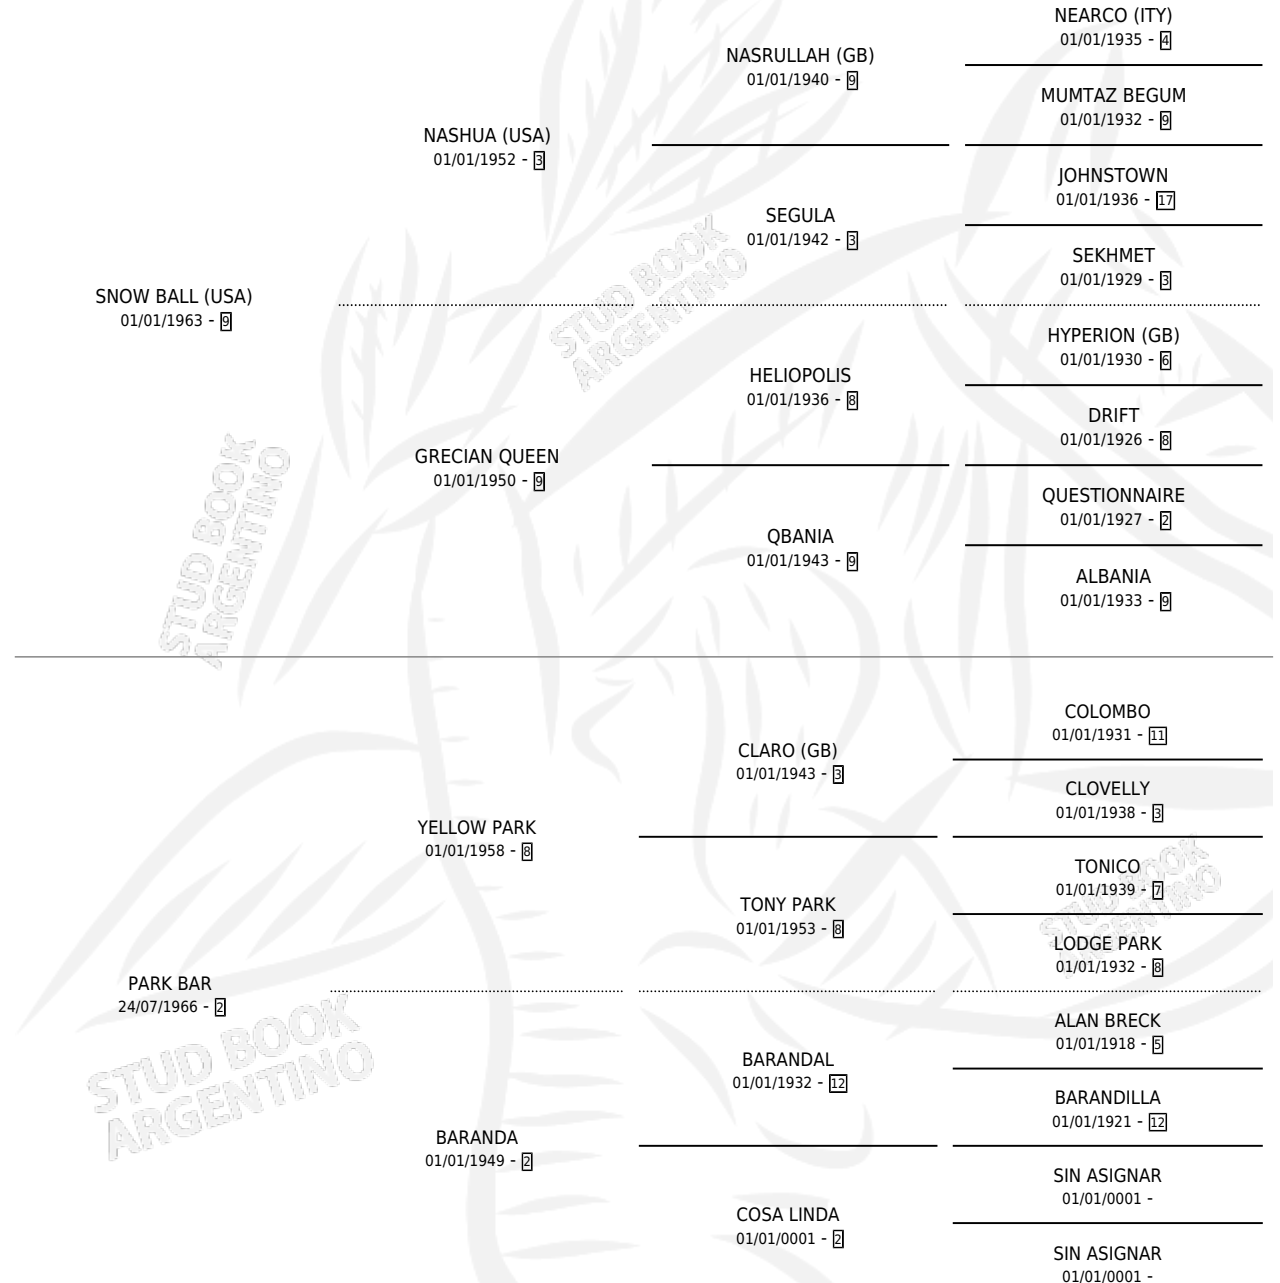 NEARCO (ITY)
01/01/1935 - 4
NASRULLAH (GB)
01/01/1940 - 9
MUMTAZ BEGUM
01/01/1932 - 9
NASHUA (USA)
01/01/1952 - 3
JOHNSTOWN
01/01/1936 - 17
SEGULA
01/01/1942 - 3
SEKHMET
01/01/1929 - 3
SNOW BALL (USA)
01/01/1963 - 9
HYPERION (GB)
01/01/1930 - 6
HELIOPOLIS
01/01/1936 - 8
DRIFT
01/01/1926 - 8
GRECIAN QUEEN
01/01/1950 - 9
QUESTIONNAIRE
01/01/1927 - 2
QBANIA
01/01/1943 - 9
ALBANIA
01/01/1933 - 9
STUD BOOK
ARGENTINO
STUD BOOK
ARGENTINO
COLOMBO
01/01/1931 - 11
CLARO (GB)
01/01/1943 - 3
CLOVELLY
01/01/1938 - 3
YELLOW PARK
01/01/1958 - 8
TONICO
01/01/1939 - 7
TONY PARK
01/01/1953 - 8
LODGE PARK
01/01/1932 - 8
STUD BOOK
ARGENTINO
PARK BAR
24/07/1966 - 2
ALAN BRECK
01/01/1918 - 5
BARANDAL
01/01/1932 - 12
BARANDILLA
01/01/1921 - 12
STUD BOOK
ARGENTINO
BARANDA
01/01/1949 - 2
SIN ASIGNAR
01/01/0001 -
COSA LINDA
01/01/0001 - 2
SIN ASIGNAR
01/01/0001 -